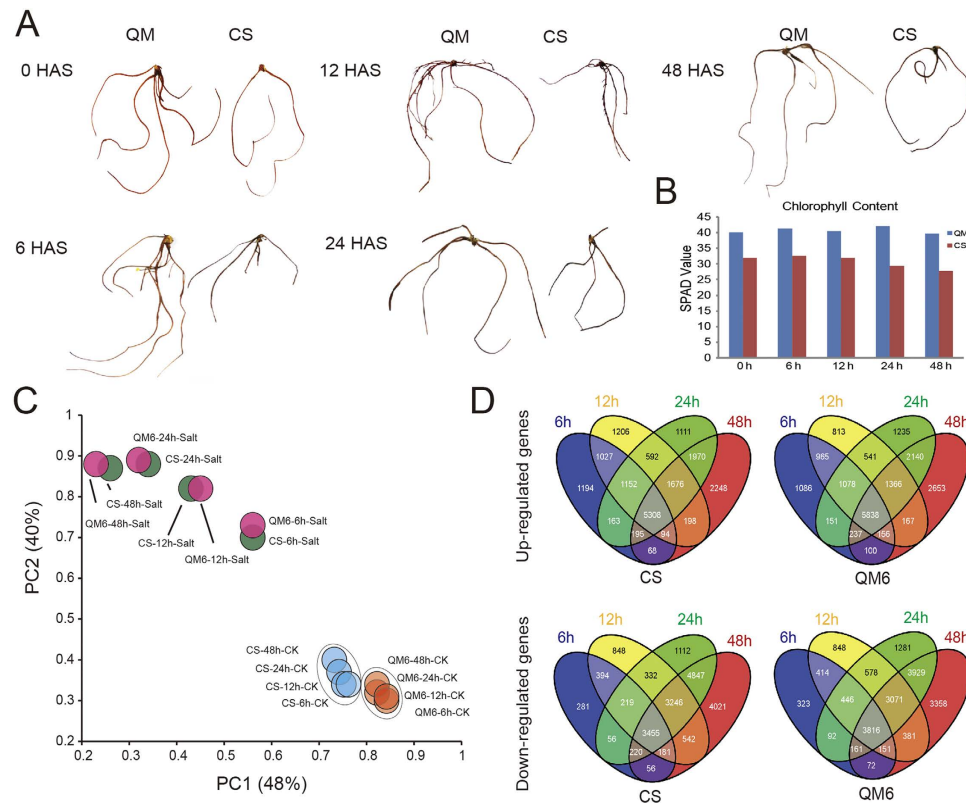 A
QM CS
0 HAS
12 HAS
QM CS
48 HAS
QM CS
6 HAS
24 HAS
B
Chlorophyll Content
SPAD Value
45
40
35
30
25
20
15
10
5
0
0 h 6 h 12 h 24 h 48 h
QM
CS
C
PC2 (40%)
1
0.9
0.8
0.7
0.6
0.5
0.4
0.3
0.2
0.2 0.3 0.4 0.5 0.6 0.7 0.8 0.9 1
PC1 (48%)
QM6-24h-Salt
CS-24h-Salt
CS-48h-Salt
QM6-48h-Salt
CS-12h-Salt
QM6-12h-Salt
QM6-6h-Salt
CS-6h-Salt
CS-48h-CK
CS-24h-CK
CS-12h-CK
CS-6h-CK
QM6-48h-CK
QM6-24h-CK
QM6-12h-CK
QM6-6h-CK
D
Up-regulated genes
6h 12h 24h 48h
1206 1111
1027 592 1970
1194 1152 1676 2248
5308
163 198
195 94
68
CS
6h 12h 24h 48h
813 1235
965 541 2140
1086 1078 1366 2653
5838
151 167
237 156
100
QM6
Down-regulated genes
6h 12h 24h 48h
848 1112
394 332 4847
281 219 3246 4021
3455
56 542
220 181
56
CS
6h 12h 24h 48h
848 1281
414 578 3929
323 446 3071 3358
3816
92 381
161 151
72
QM6